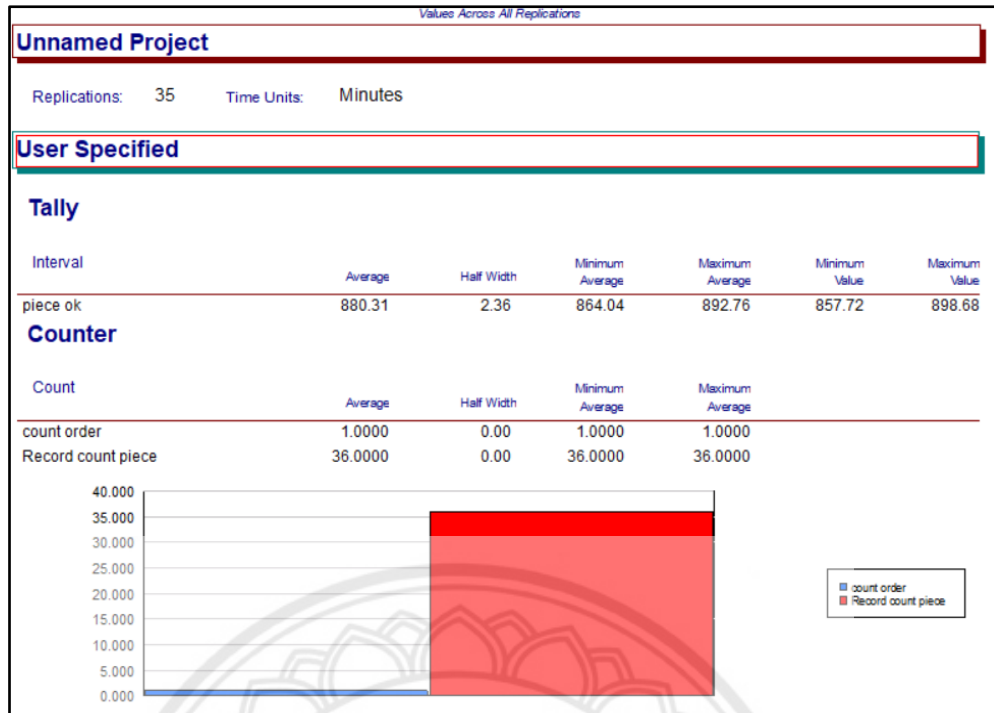 Values Across All Replications
Unnamed Project
Replications: 35 Time Units: Minutes
User Specified
Tally
Interval Average Half Width Minimum Average Maximum Average Minimum Value Maximum Value
piece ok 880.31 2.36 864.04 892.76 857.72 898.68
Counter
Count Average Half Width Minimum Average Maximum Average
count order 1.0000 0.00 1.0000 1.0000
Record count piece 36.0000 0.00 36.0000 36.0000
40.000
35.000
30.000
25.000
20.000
15.000
10.000
5.000
0.000
count order
Record count piece